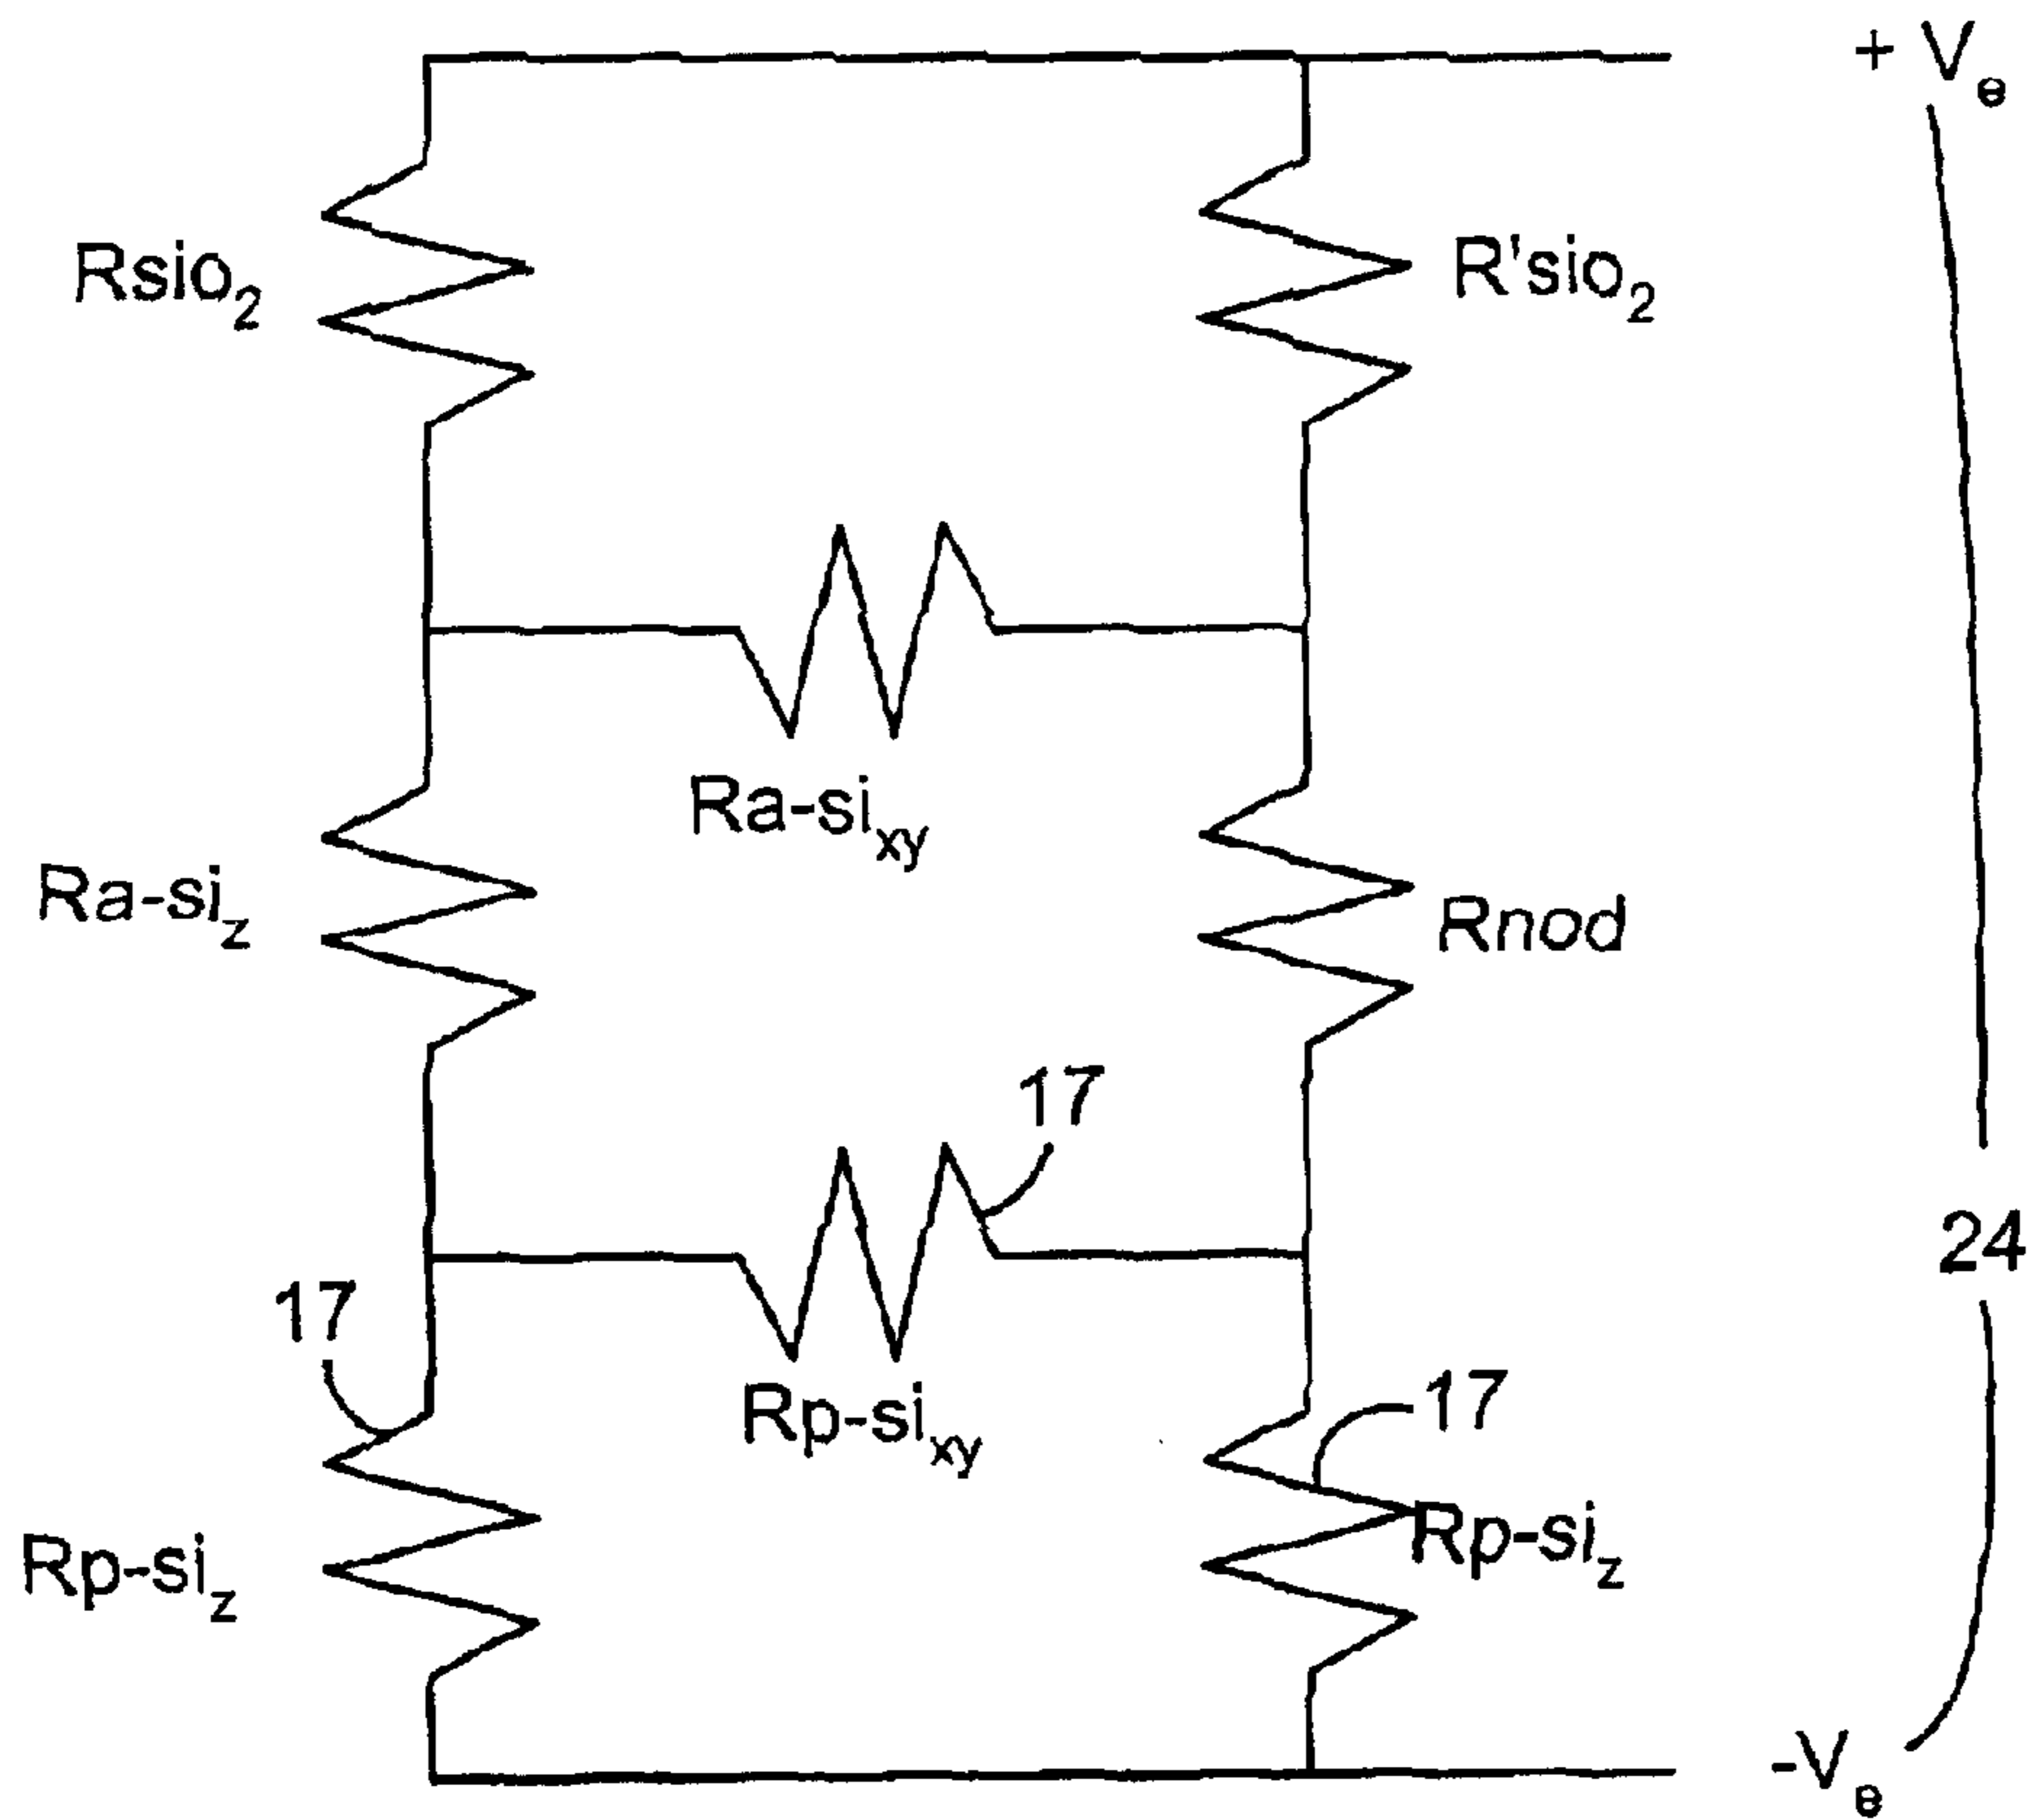 + Ve
Rsio2
R'sio2
Ra-sixy
Ra-siz
Rnod
17
24
17
Rp-sixy
17
Rp-siz
Rp-siz
-Ve